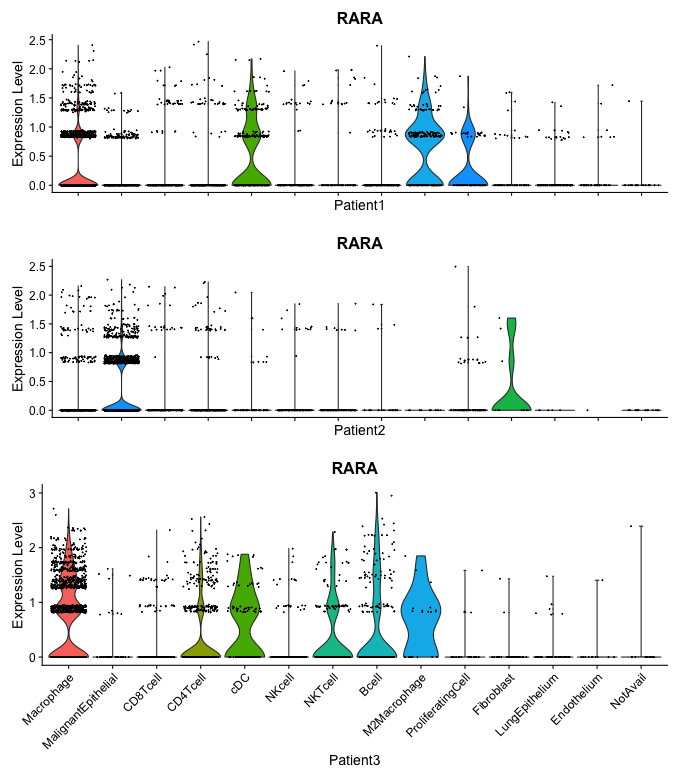 RARA
Expression Level
2.5
2.0
1.5
1.0
0.5
0.0
Patient1
RARA
Expression Level
2.5
2.0
1.5
1.0
0.5
0.0
Patient2
RARA
Expression Level
3
2
1
0
Macrophage
MalignantEpithelial
CD8Tcell
CD4Tcell
cDC
NKcell
NKTcell
Bcell
M2Macrophage
ProliferatingCell
Fibroblast
LungEpithelium
Endothelium
NotAvail
Patient3